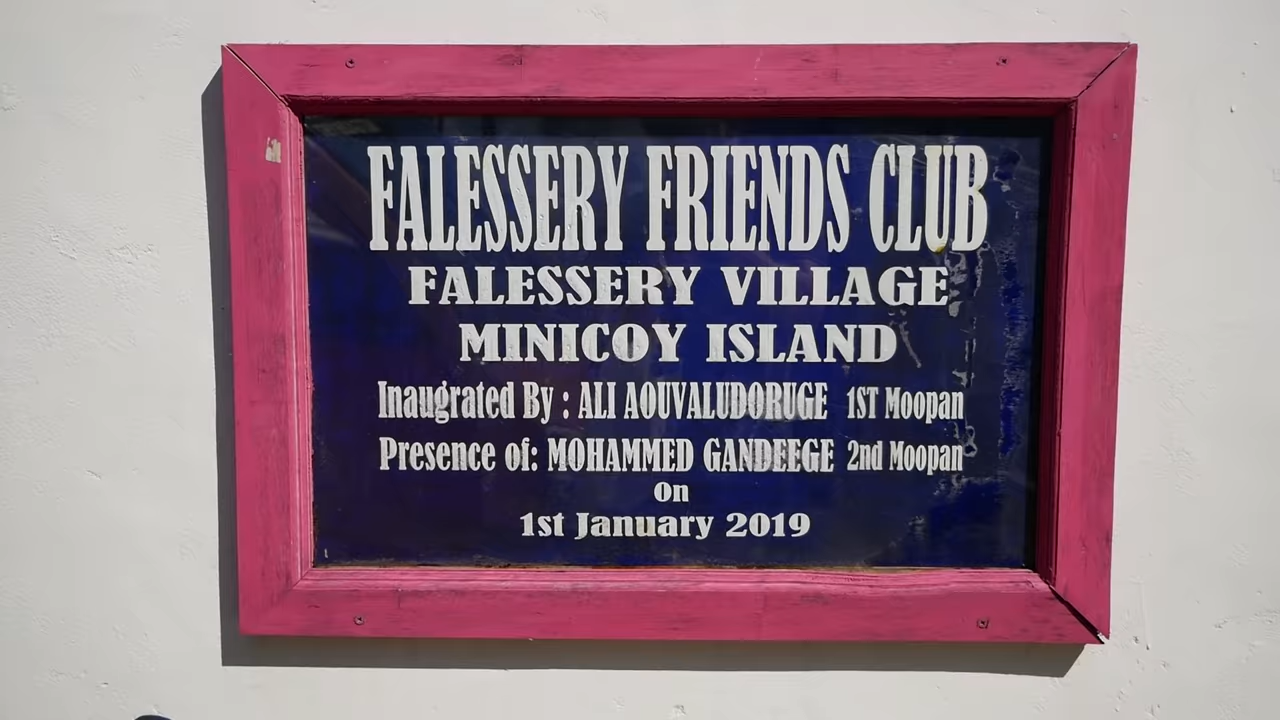 FALESSERY FRIENDS CLUB
FALESSERY VILLAGE
MINICOY ISLAND
Inaugrated By : ALI AOUVALUDORUGE 1ST Moopan
Presence of: MOHAMMED GANDEEGE 2nd Moopan
On
1st January 2019